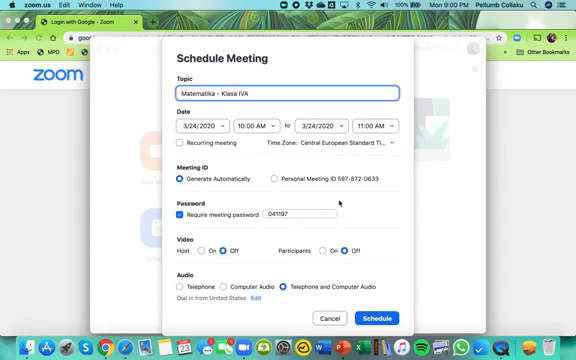 zoom.us Edit Window Help
100% Mon 9:00 PM Pellumb Collaku
Login with Google - Zoom
Apps MPD Other Bookmarks
zoom
Schedule Meeting
Topic
Matematika - Klasa IVA
Date
3/24/2020 10:00 AM to 3/24/2020 11:00 AM
Recurring meeting Time Zone: Central European Standard Ti...
Meeting ID
Generate Automatically Personal Meeting ID 597-872-0633
Password
Require meeting password 041197
Video
Host On Off Participants On Off
Audio
Telephone Computer Audio Telephone and Computer Audio
Dial in from United States Edit
Cancel Schedule